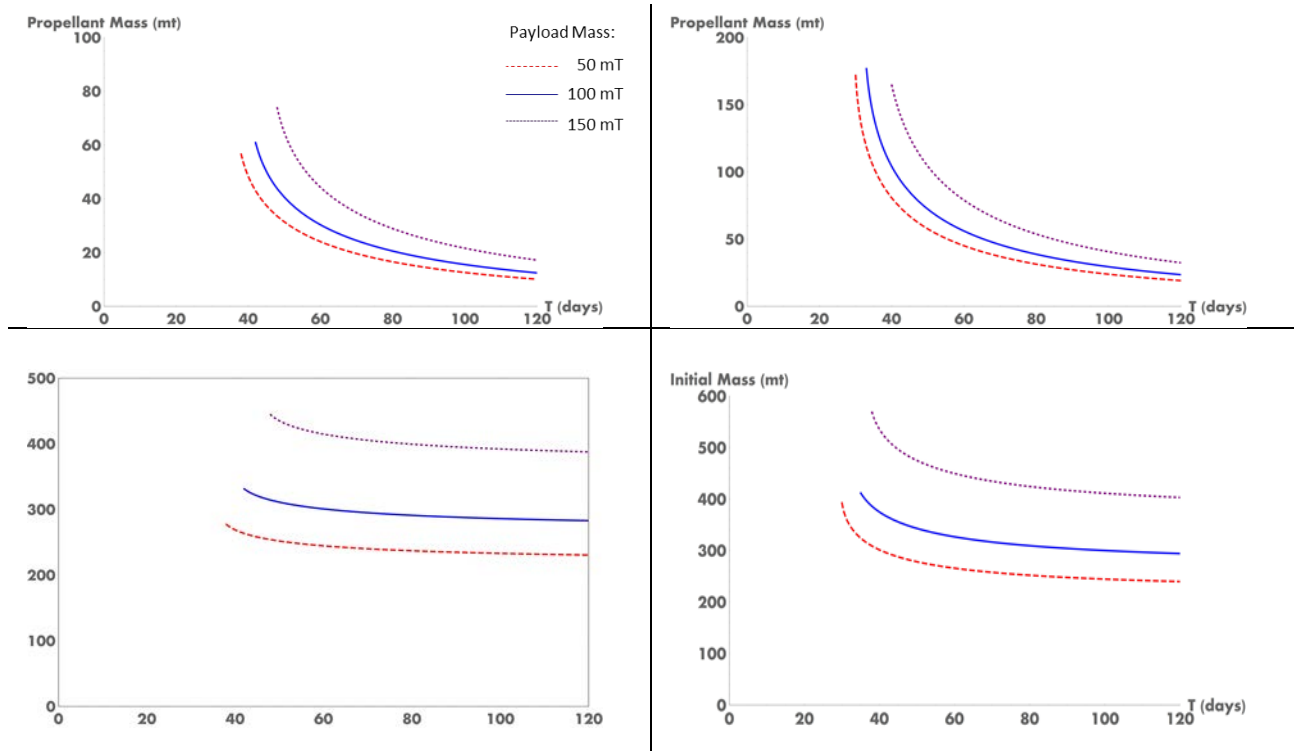 Propellant Mass (mt)
100
80
60
40
20
0
0 20 40 60 80 100 120
T (days)
Payload Mass:
50 mT
100 mT
150 mT
Propellant Mass (mt)
200
150
100
50
0
0 20 40 60 80 100 120
T (days)
500
400
300
200
100
0
0 20 40 60 80 100 120
Initial Mass (mt)
600
500
400
300
200
100
0
0 20 40 60 80 100 120
T (days)